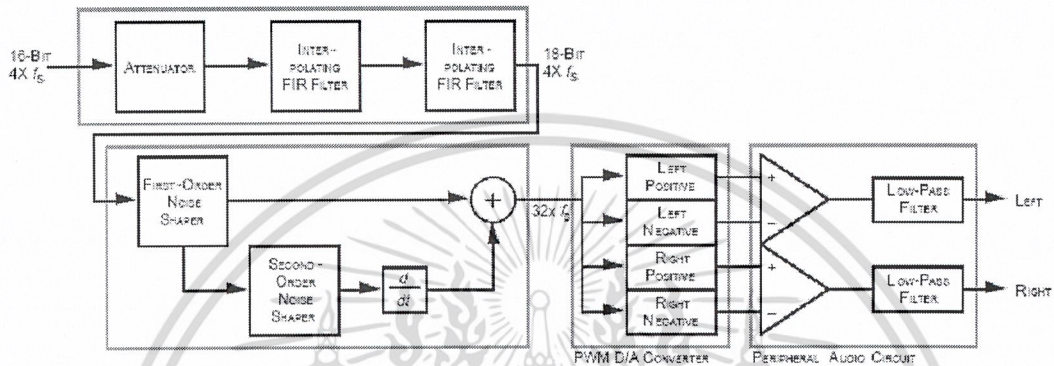 16-BIT
4X fs
ATTENUATOR
INTER-
POLATING
FIR FILTER
INTER-
POLATING
FIR FILTER
18-BIT
4X fs
FIRST-ORDER
NOISE
SHAPER
SECOND-
ORDER
NOISE
SHAPER
d
dt
+
32x fs
LEFT
POSITIVE
LEFT
NEGATIVE
RIGHT
POSITIVE
RIGHT
NEGATIVE
PWM D/A CONVERTER
+
−
+
−
LOW-PASS
FILTER
LEFT
LOW-PASS
FILTER
RIGHT
PERIPHERAL AUDIO CIRCUIT